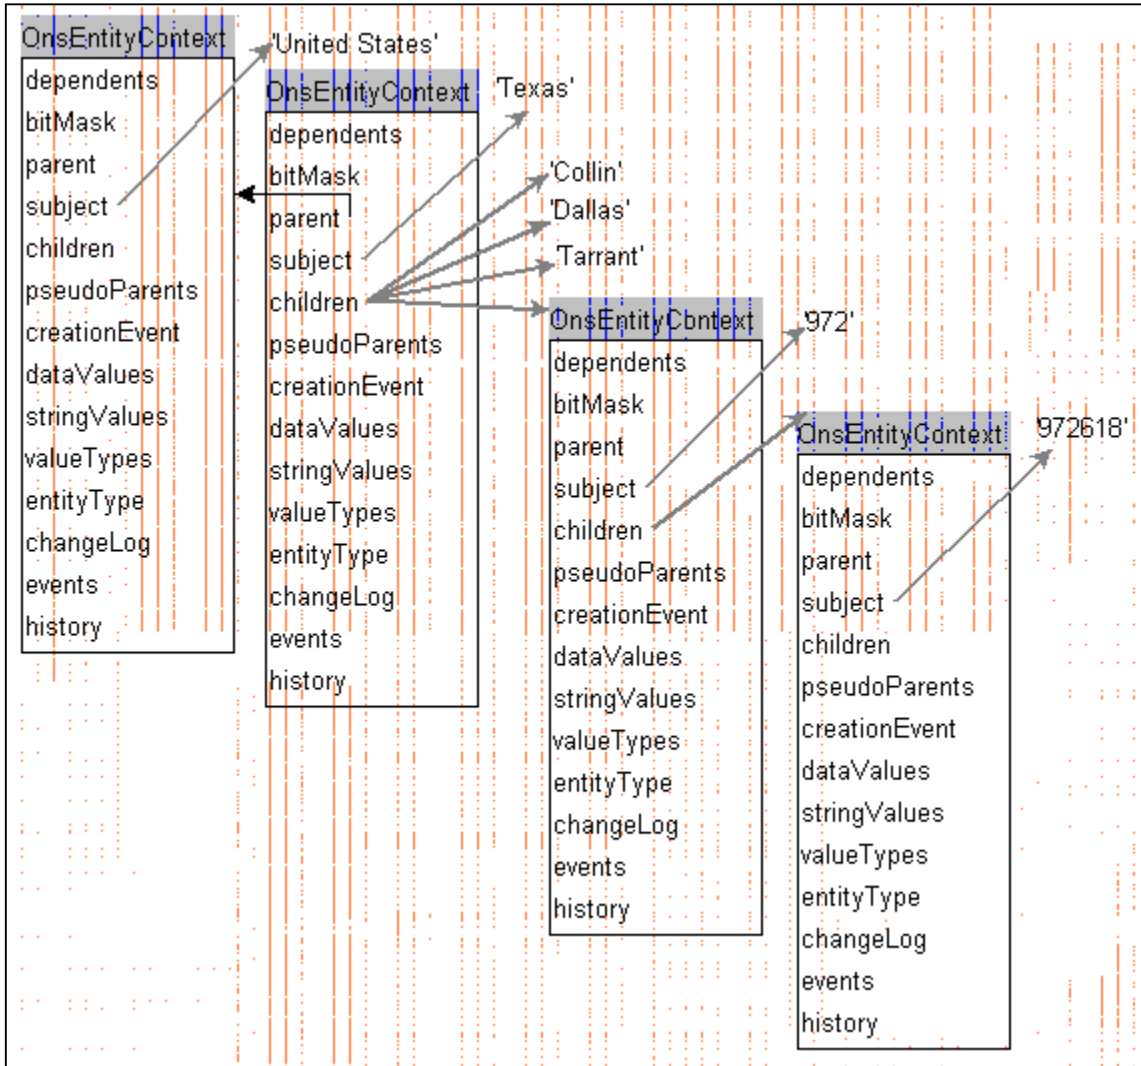 OnsEntityContext
dependents
bitMask
parent
subject
children
pseudoParents
creationEvent
dataValues
stringValues
valueTypes
entityType
changeLog
events
history
'United States'
OnsEntityContext
dependents
bitMask
parent
subject
children
pseudoParents
creationEvent
dataValues
stringValues
valueTypes
entityType
changeLog
events
history
'Texas'
'Collin'
'Dallas'
'Tarrant'
OnsEntityContext
dependents
bitMask
parent
subject
children
pseudoParents
creationEvent
dataValues
stringValues
valueTypes
entityType
changeLog
events
history
'972'
OnsEntityContext
dependents
bitMask
parent
subject
children
pseudoParents
creationEvent
dataValues
stringValues
valueTypes
entityType
changeLog
events
history
'972618'